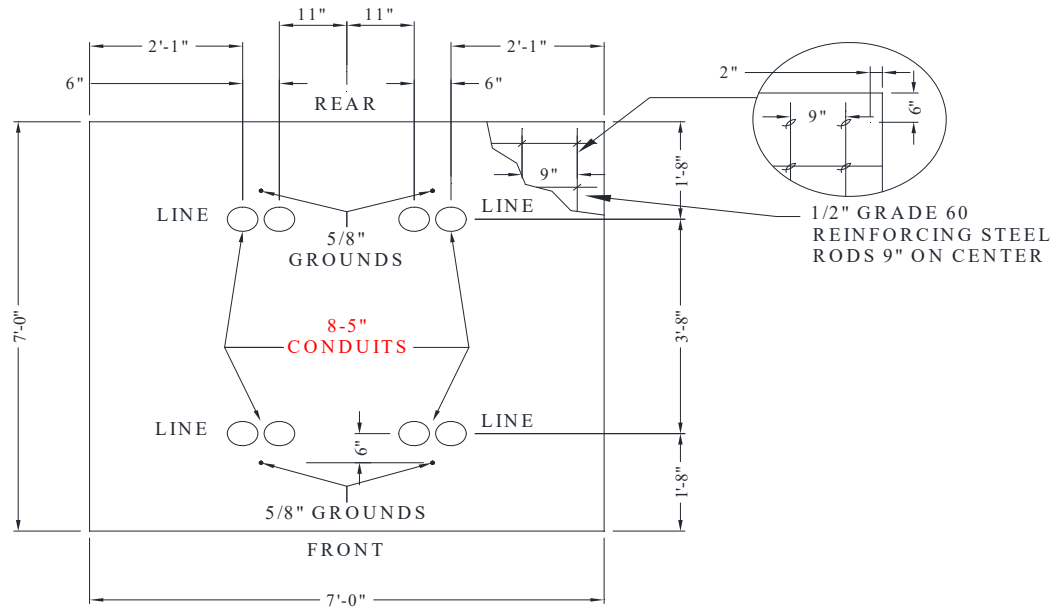 11" 11"
2'-1" 2'-1"
6" 6"
REAR
2"
9"
6"
9"
1'-8"
LINE LINE
5/8"
GROUNDS
1/2" GRADE 60
REINFORCING STEEL
RODS 9" ON CENTER
7'-0"
8-5"
CONDUITS
3'-8"
LINE LINE
6"
1'-8"
5/8" GROUNDS
FRONT
7'-0"